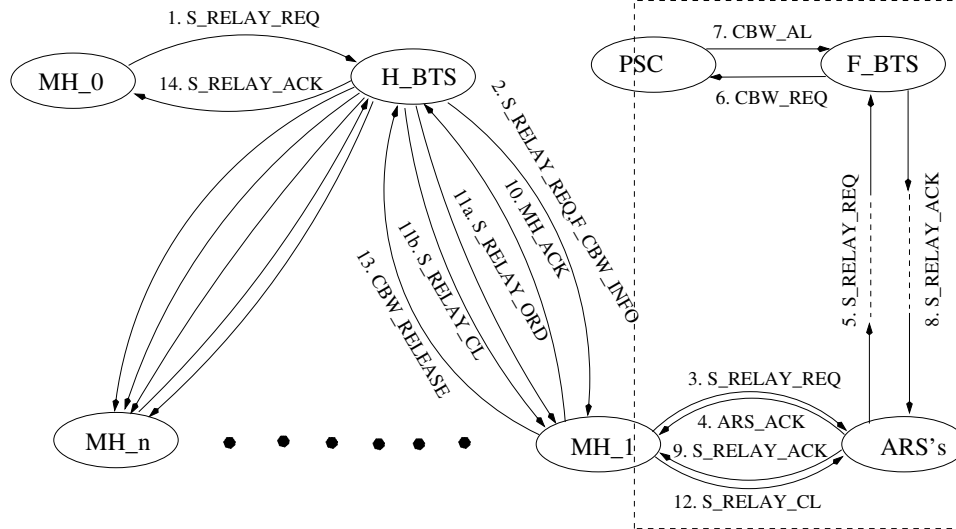 1. S_RELAY_REQ
MH_0
H_BTS
14. S_RELAY_ACK
PSC
7. CBW_AL
F_BTS
6. CBW_REQ
2. S_RELAY_REQ,F_CBW_INFO
10. MH_ACK
11a. S_RELAY_ORD
11b. S_RELAY_CL
13. CBW_RELEASE
5. S_RELAY_REQ
8. S_RELAY_ACK
3. S_RELAY_REQ
4. ARS_ACK
9. S_RELAY_ACK
12. S_RELAY_CL
MH_n
MH_1
ARS's